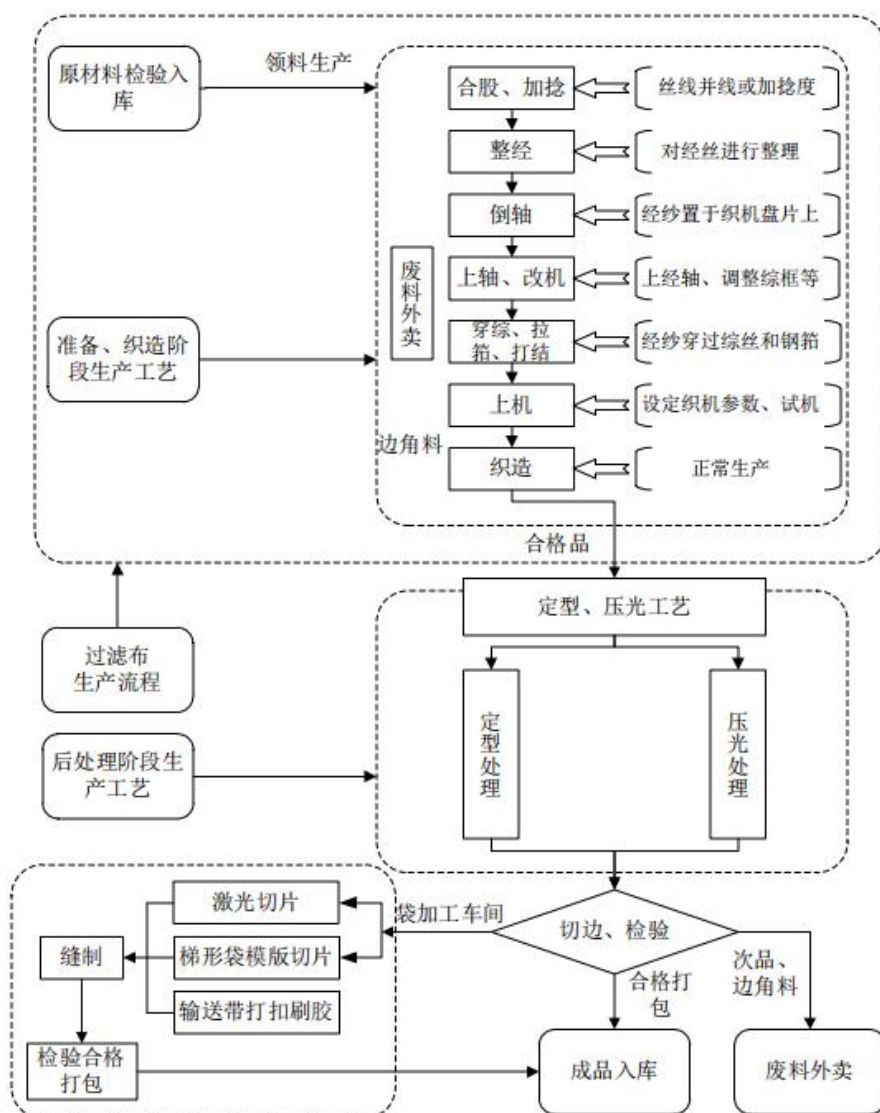 原材料检验入
库
领料生产
合股、加捻
丝线并线或加捻度
整经
对经丝进行整理
倒轴
经纱置于织机盘片上
废
料
外
卖
上轴、改机
上经轴、调整综框等
准备、织造阶
段生产工艺
穿综、拉
筘、打结
经纱穿过综丝和钢筘
上机
设定织机参数、试机
边角料
织造
正常生产
合格品
定型、压光工艺
过滤布
生产流程
定
型
处
理
压
光
处
理
后处理阶段生
产工艺
激光切片
袋加工车间
切边、检验
缝制
梯形袋模版切片
次品、
边角料
合格打
包
输送带打扣刷胶
检验合格
打包
成品入库
废料外卖